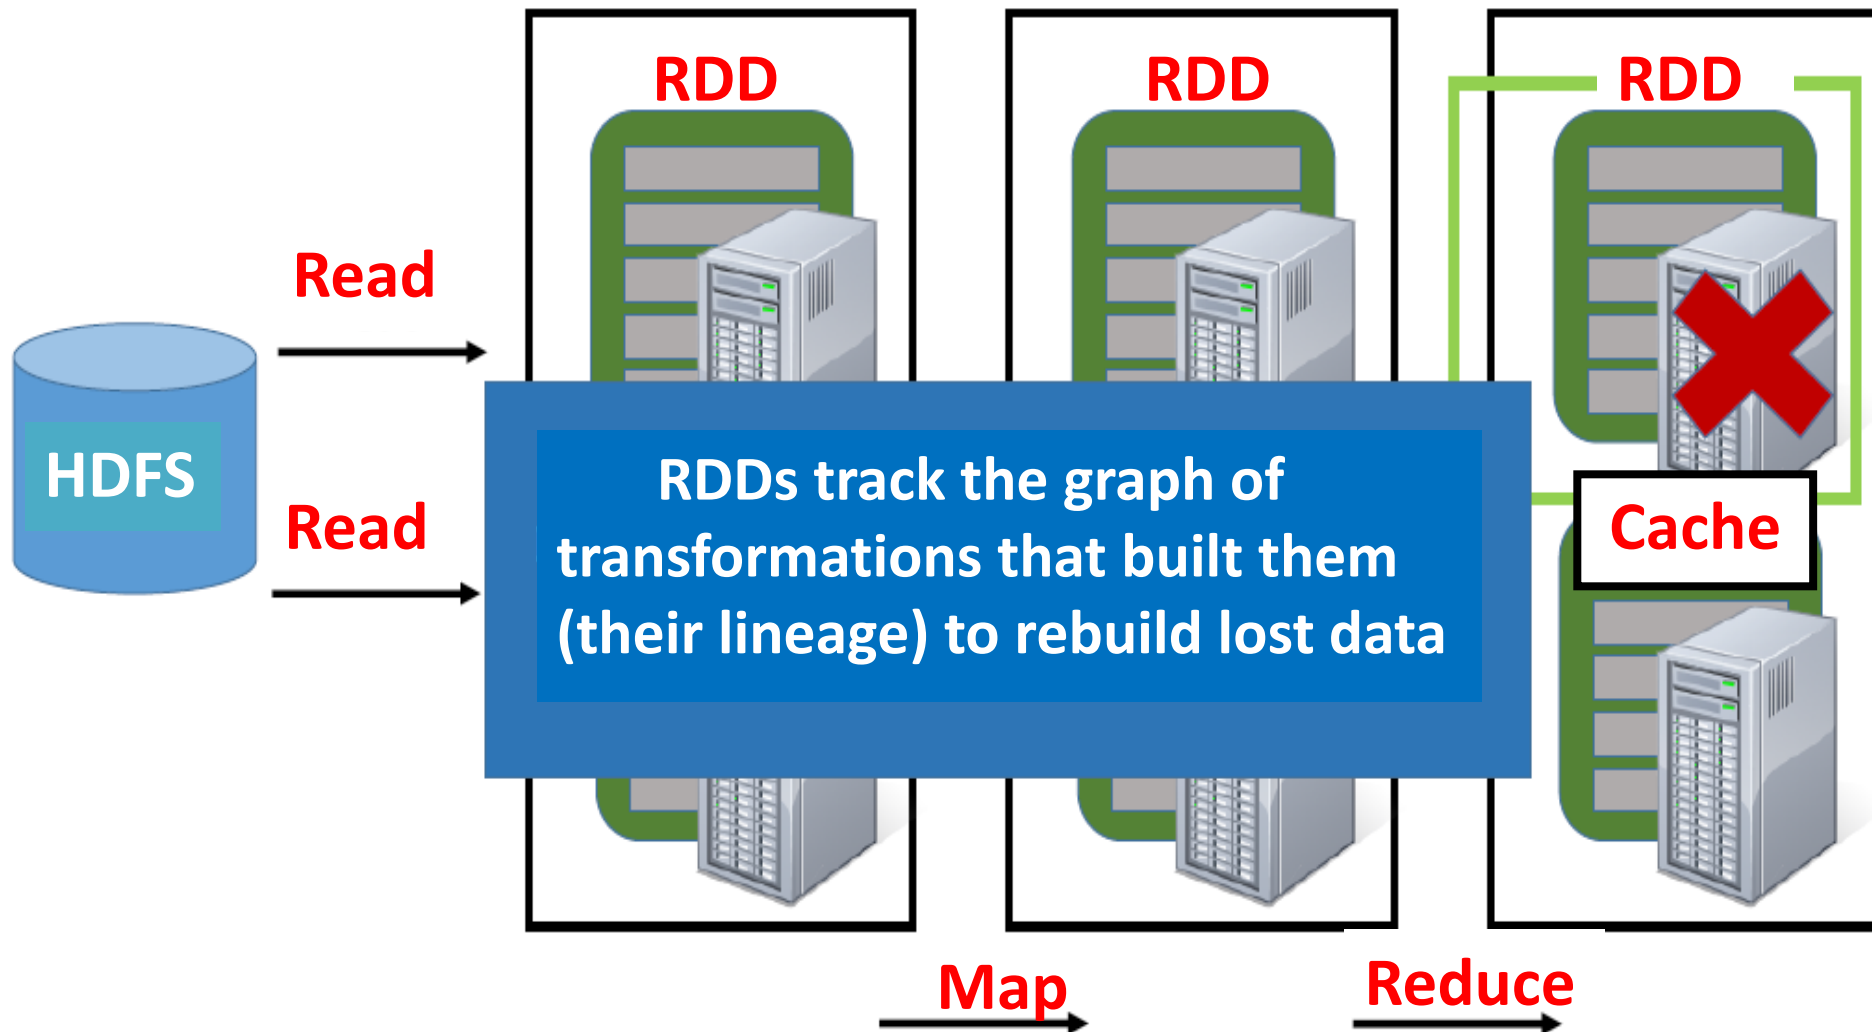 RDD
RDD
RDD
Read
HDFS
Read
RDDs track the graph of
transformations that built them
(their lineage) to rebuild lost data
Cache
Map
Reduce